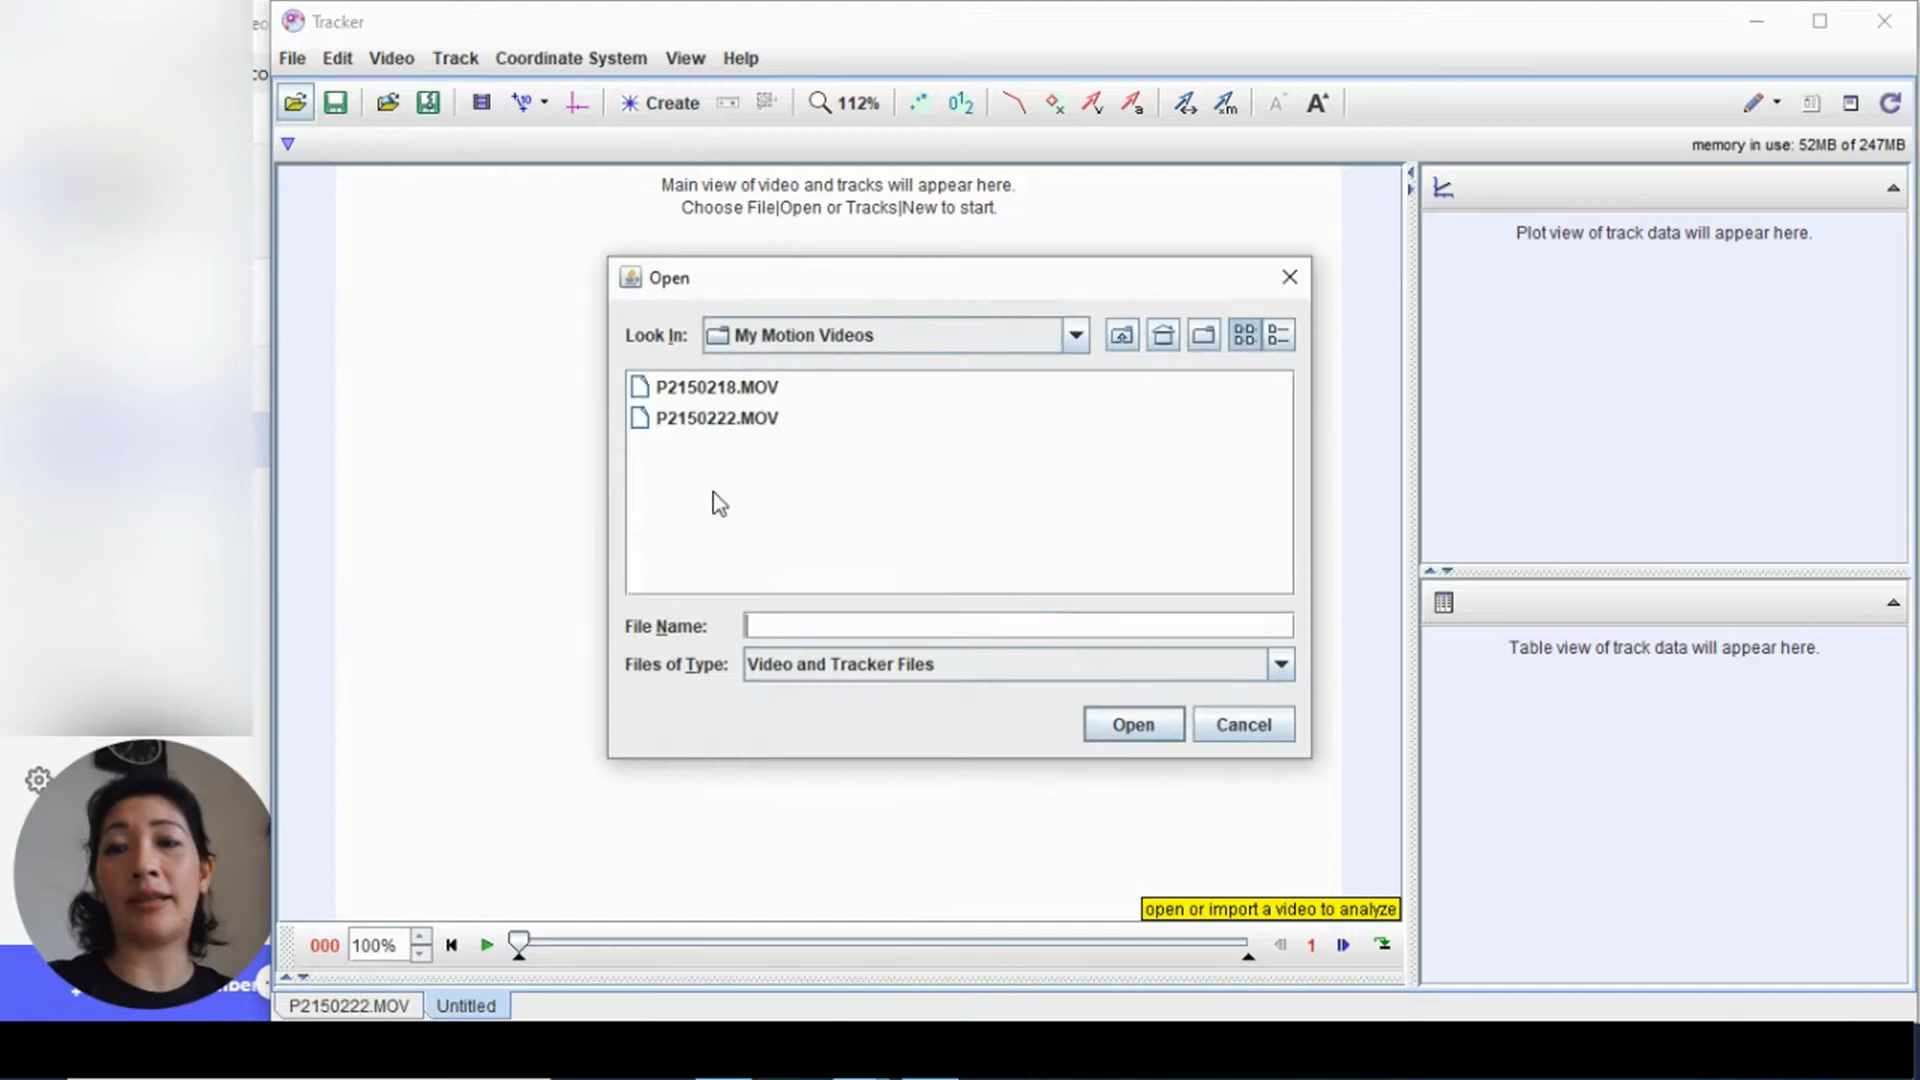 Tracker
File Edit Video Track Coordinate System View Help
Create 112%
memory in use: 52MB of 247MB
Main view of video and tracks will appear here.
Choose File|Open or Tracks|New to start.
Plot view of track data will appear here.
Open
Look In: My Motion Videos
P2150218.MOV
P2150222.MOV
File Name:
Files of Type: Video and Tracker Files
Open Cancel
Table view of track data will appear here.
open or import a video to analyze
000 100% 1
P2150222.MOV Untitled